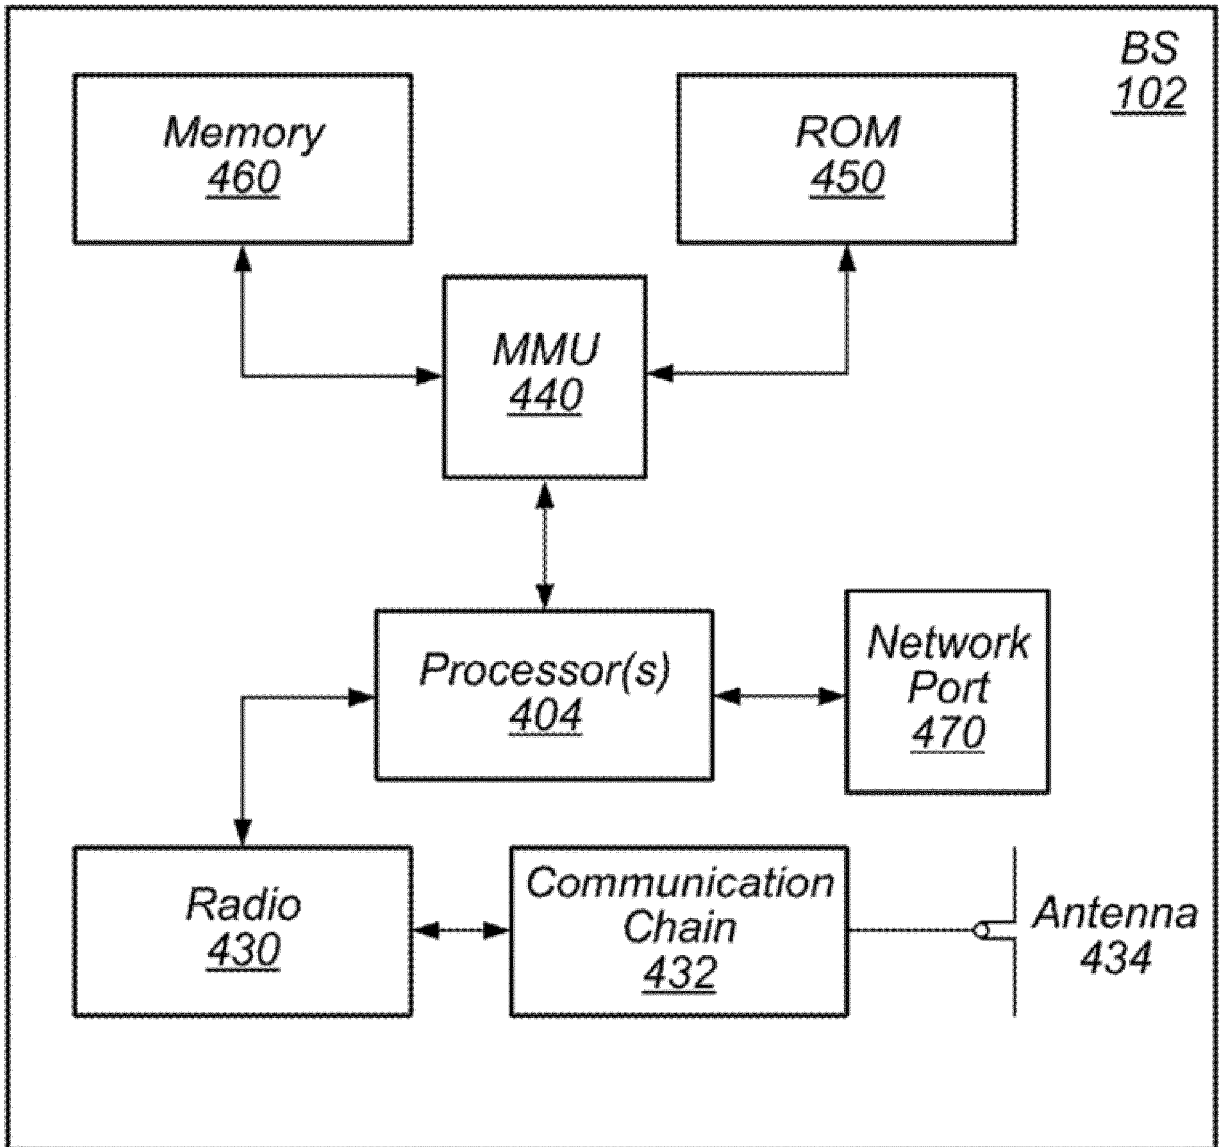 BS
102
Memory
460
ROM
450
MMU
440
Processor(s)
404
Network
Port
470
Radio
430
Communication
Chain
432
Antenna
434